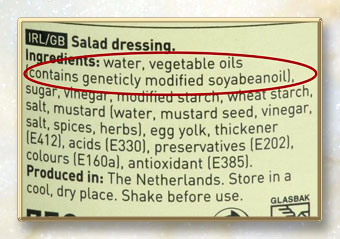 IRL/GB Salad dressing.
Ingredients: water, vegetable oils
(contains geneticly modified soyabeanoil),
sugar, vinegar, modified starch, wheat starch,
salt, mustard (water, mustard seed, vinegar,
salt, spices, herbs), egg yolk, thickener
(E412), acids (E330), preservatives (E202),
colours (E160a), antioxidant (E385).
Produced in: The Netherlands. Store in a
cool, dry place. Shake before use.
GLASBAK